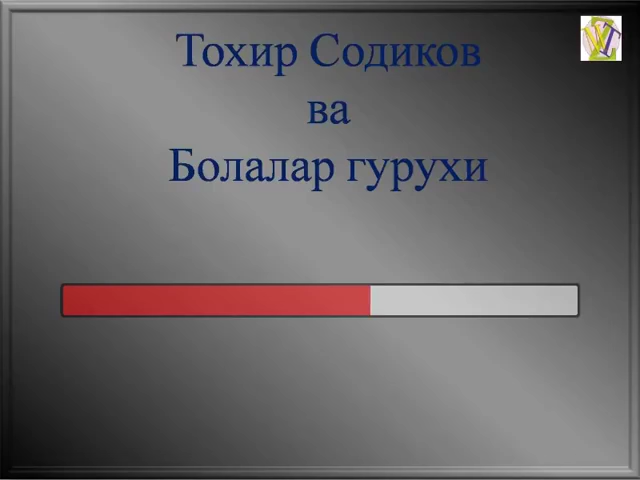 Тохир Содиков
ва
Болалар гурухи